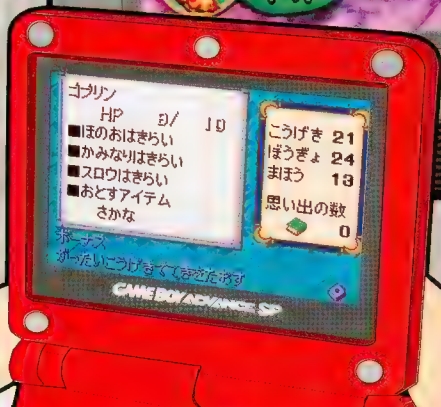 ゴブリン
HP 9/ 10
■ほのおはきらい
■かみなりはきらい
■スロウはきらい
■おとすアイテム
さかな
こうげき 21
ぼうぎょ 24
まほう 13
思い出の数
0
ボーナス
GAME BOY ADVANCE SP